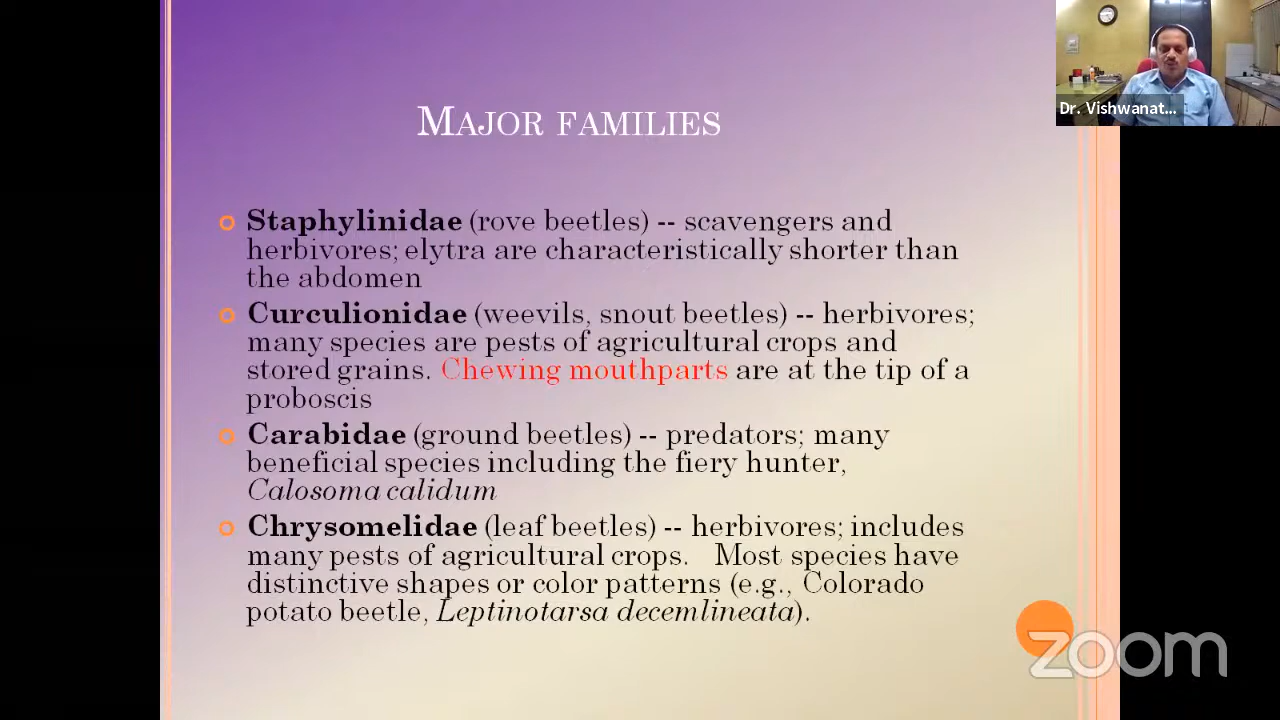 MAJOR FAMILIES
Staphylinidae (rove beetles) -- scavengers and
herbivores; elytra are characteristically shorter than
the abdomen
Curculionidae (weevils, snout beetles) -- herbivores;
many species are pests of agricultural crops and
stored grains. Chewing mouthparts are at the tip of a
proboscis
Carabidae (ground beetles) -- predators; many
beneficial species including the fiery hunter,
Calosoma calidum
Chrysomelidae (leaf beetles) -- herbivores; includes
many pests of agricultural crops. Most species have
distinctive shapes or color patterns (e.g., Colorado
potato beetle, Leptinotarsa decemlineata).
Dr. Vishwanat...
zoom